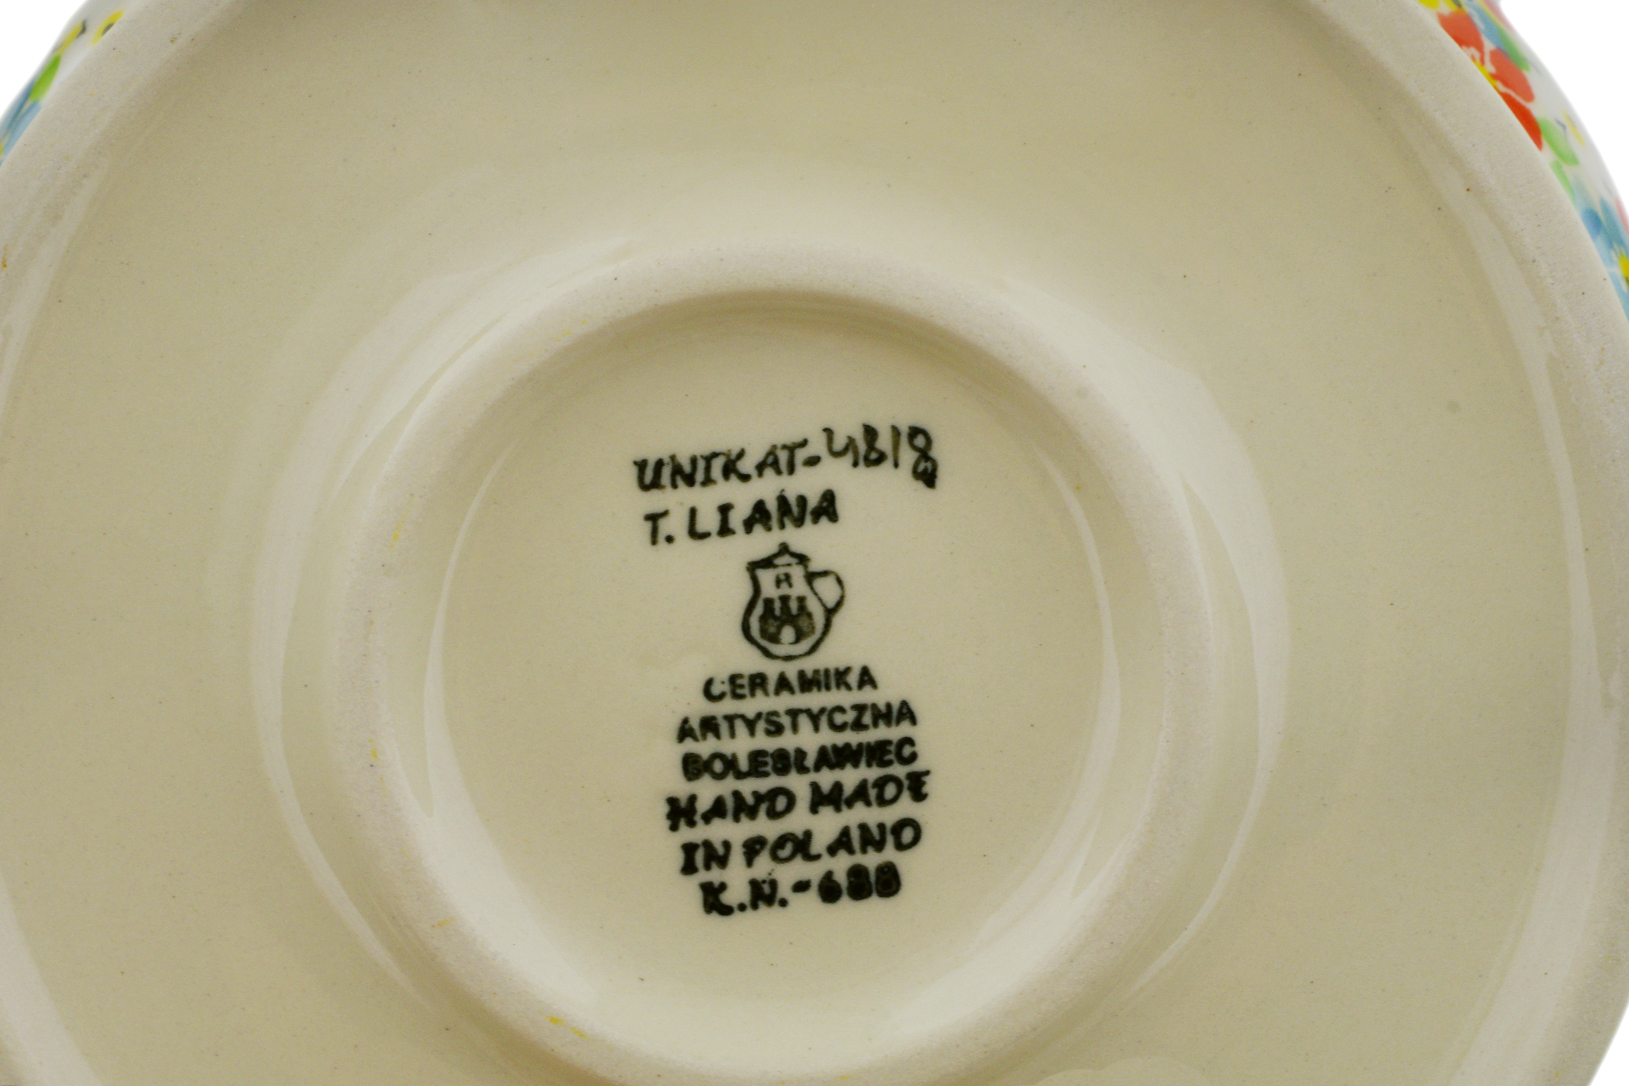 UNIKAT-4818
T. LIANA
CERAMIKA
ARTYSTYCZNA
BOLESŁAWIEC
HAND MADE
IN POLAND
K.N.-688